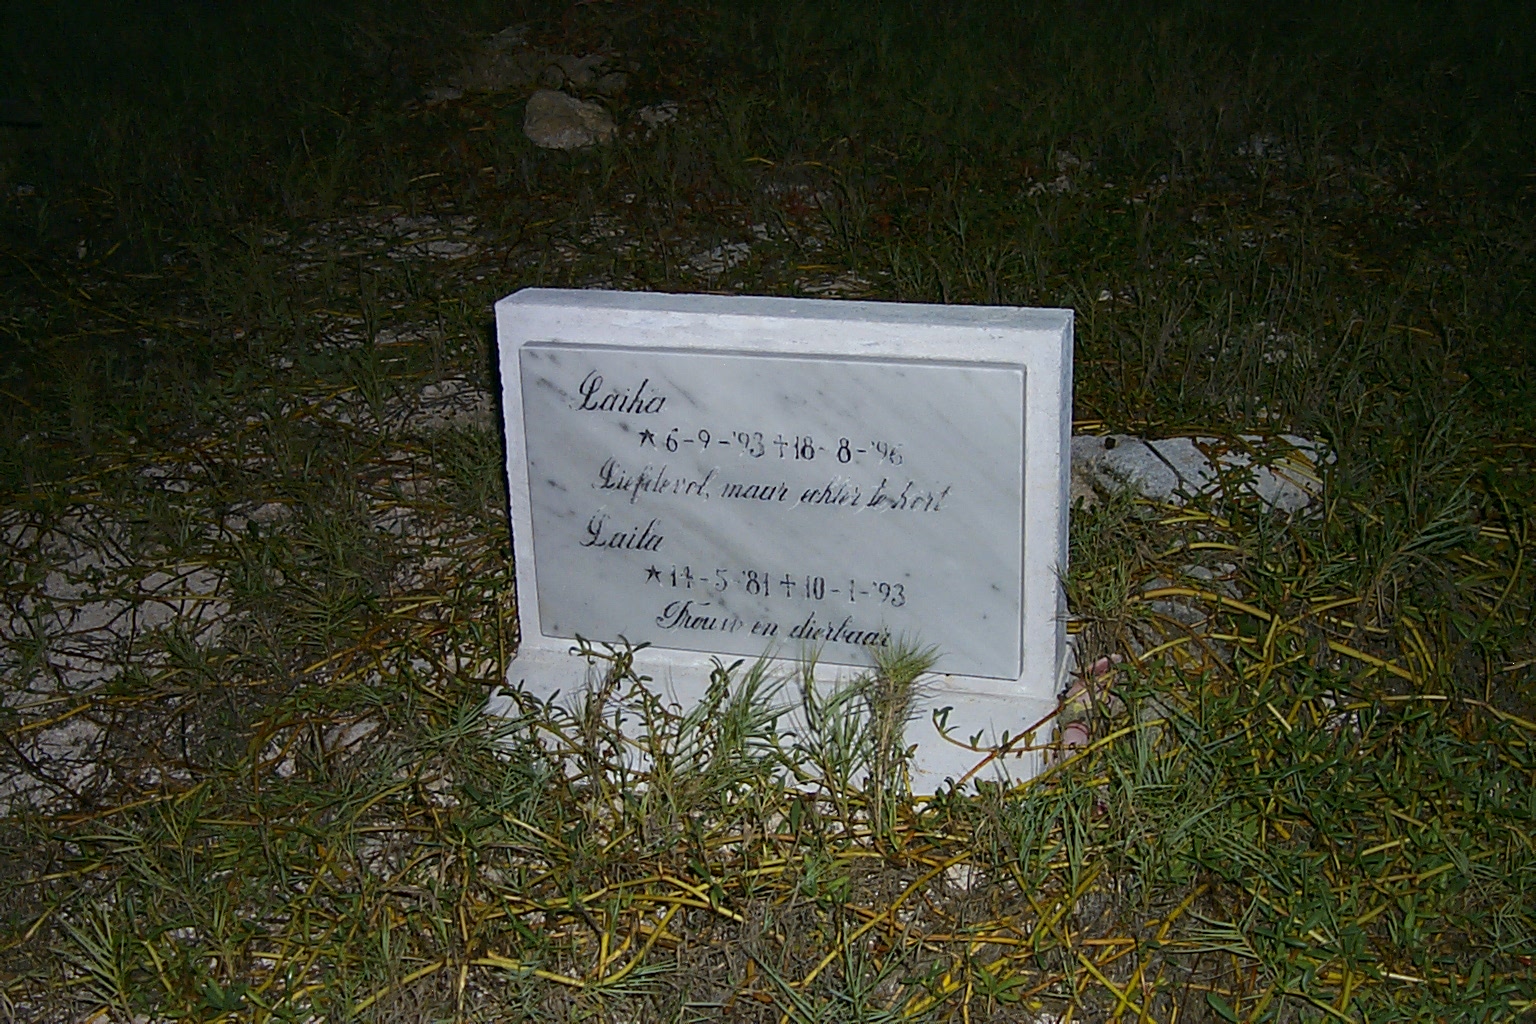 Laika
★ 6-9-'93 ✝ 18-8-'96
Liefdevol, maar echter te kort
Laila
★ 14-5-'81 ✝ 10-1-'93
Trouw en dierbaar